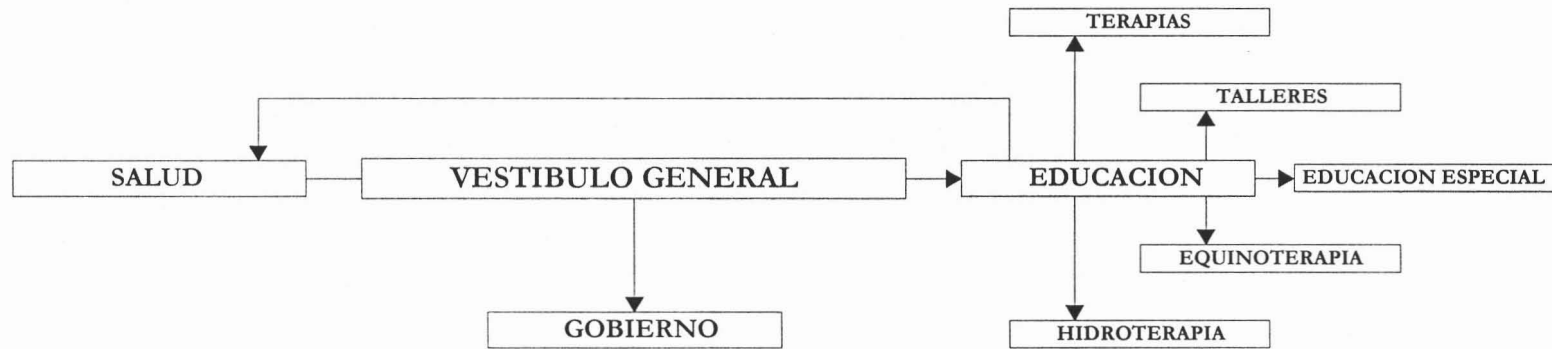 TERAPIAS
TALLERES
SALUD
VESTIBULO GENERAL
EDUCACION
EDUCACION ESPECIAL
EQUINOTERAPIA
GOBIERNO
HIDROTERAPIA